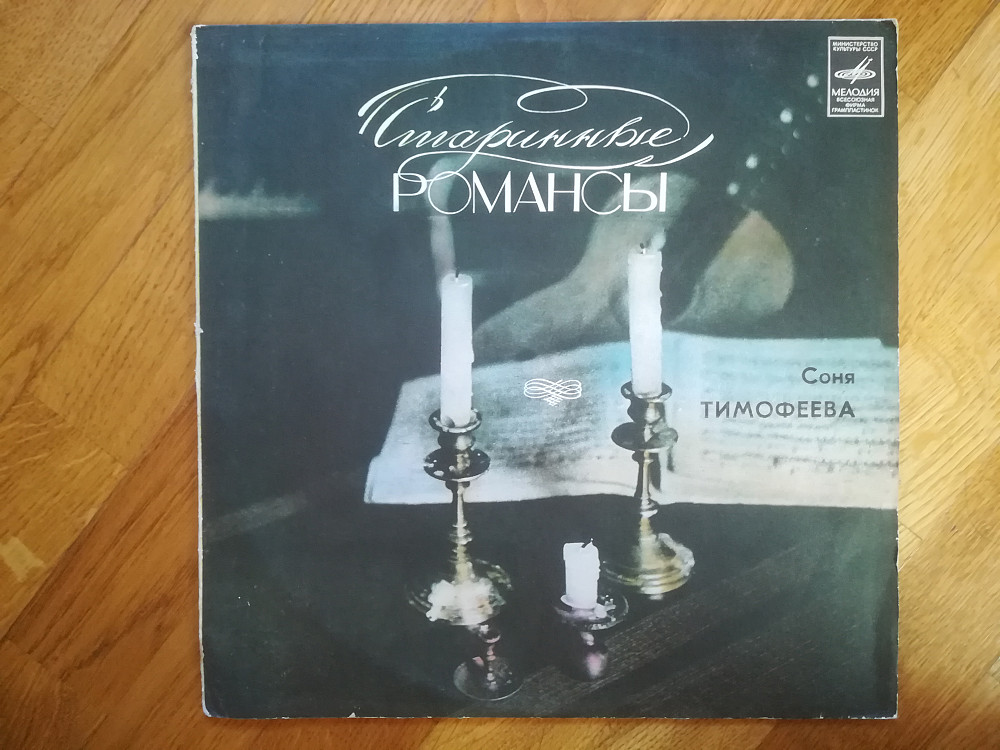 МИНИСТЕРСТВО
КУЛЬТУРЫ СССР
МЕЛОДИЯ
ВСЕСОЮЗНАЯ
ФИРМА
ГРАМПЛАСТИНОК
Старинные
РОМАНСЫ
Соня
ТИМОФЕЕВА